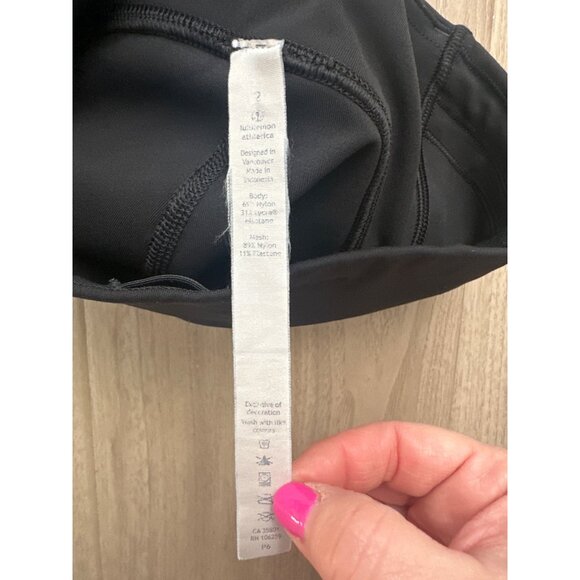 lululemon
athletica
Designed in
Vancouver
Made in
Indonesia
Body:
69% Nylon
31% Lycra®
elastane
Mesh:
89% Nylon
11% Elastane
Exclusive of
decoration
Wash with like
colours
CA 35801
RN 106259
P6